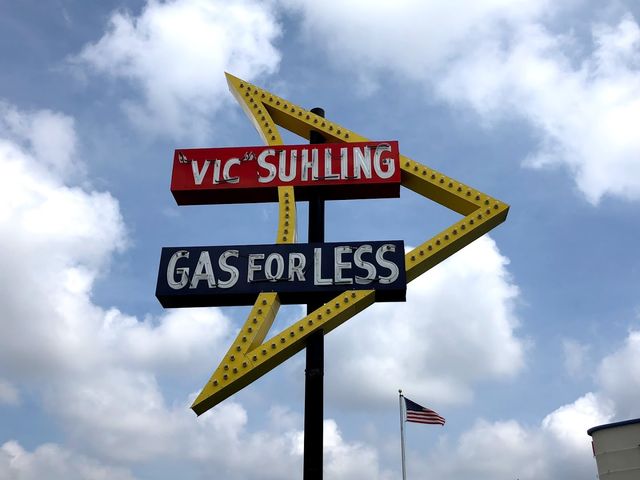 "VIC" SUHLING
GAS FOR LESS